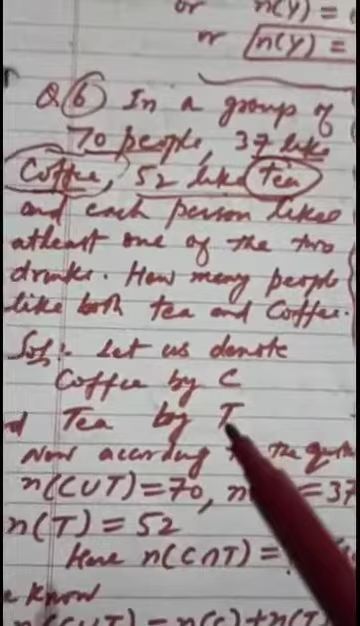 or n(Y) =
or n(Y) =
Q(6) In a group of
70 people, 37 like
Coffee, 52 like Tea
and each person likes
atleast one of the two
drinks. How many people
like both tea and Coffee.
Sol:- Let us denote
Coffee by C
Tea by T
Now according the
n(C∪T)=70, =37
n(T) = 52
Here n(C∩T)=?
know
n(C∪T) = n(C)+n(T)